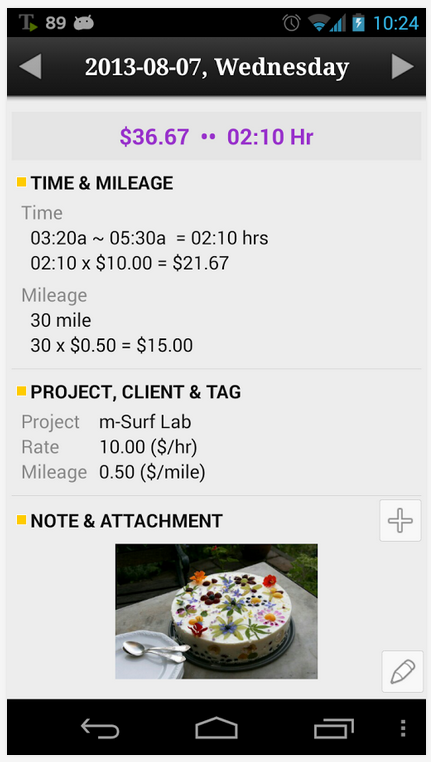 T 89 10:24
2013-08-07, Wednesday
$36.67 •• 02:10 Hr
TIME & MILEAGE
Time
03:20a ~ 05:30a = 02:10 hrs
02:10 x $10.00 = $21.67
Mileage
30 mile
30 x $0.50 = $15.00
PROJECT, CLIENT & TAG
Project m-Surf Lab
Rate 10.00 ($/hr)
Mileage 0.50 ($/mile)
NOTE & ATTACHMENT